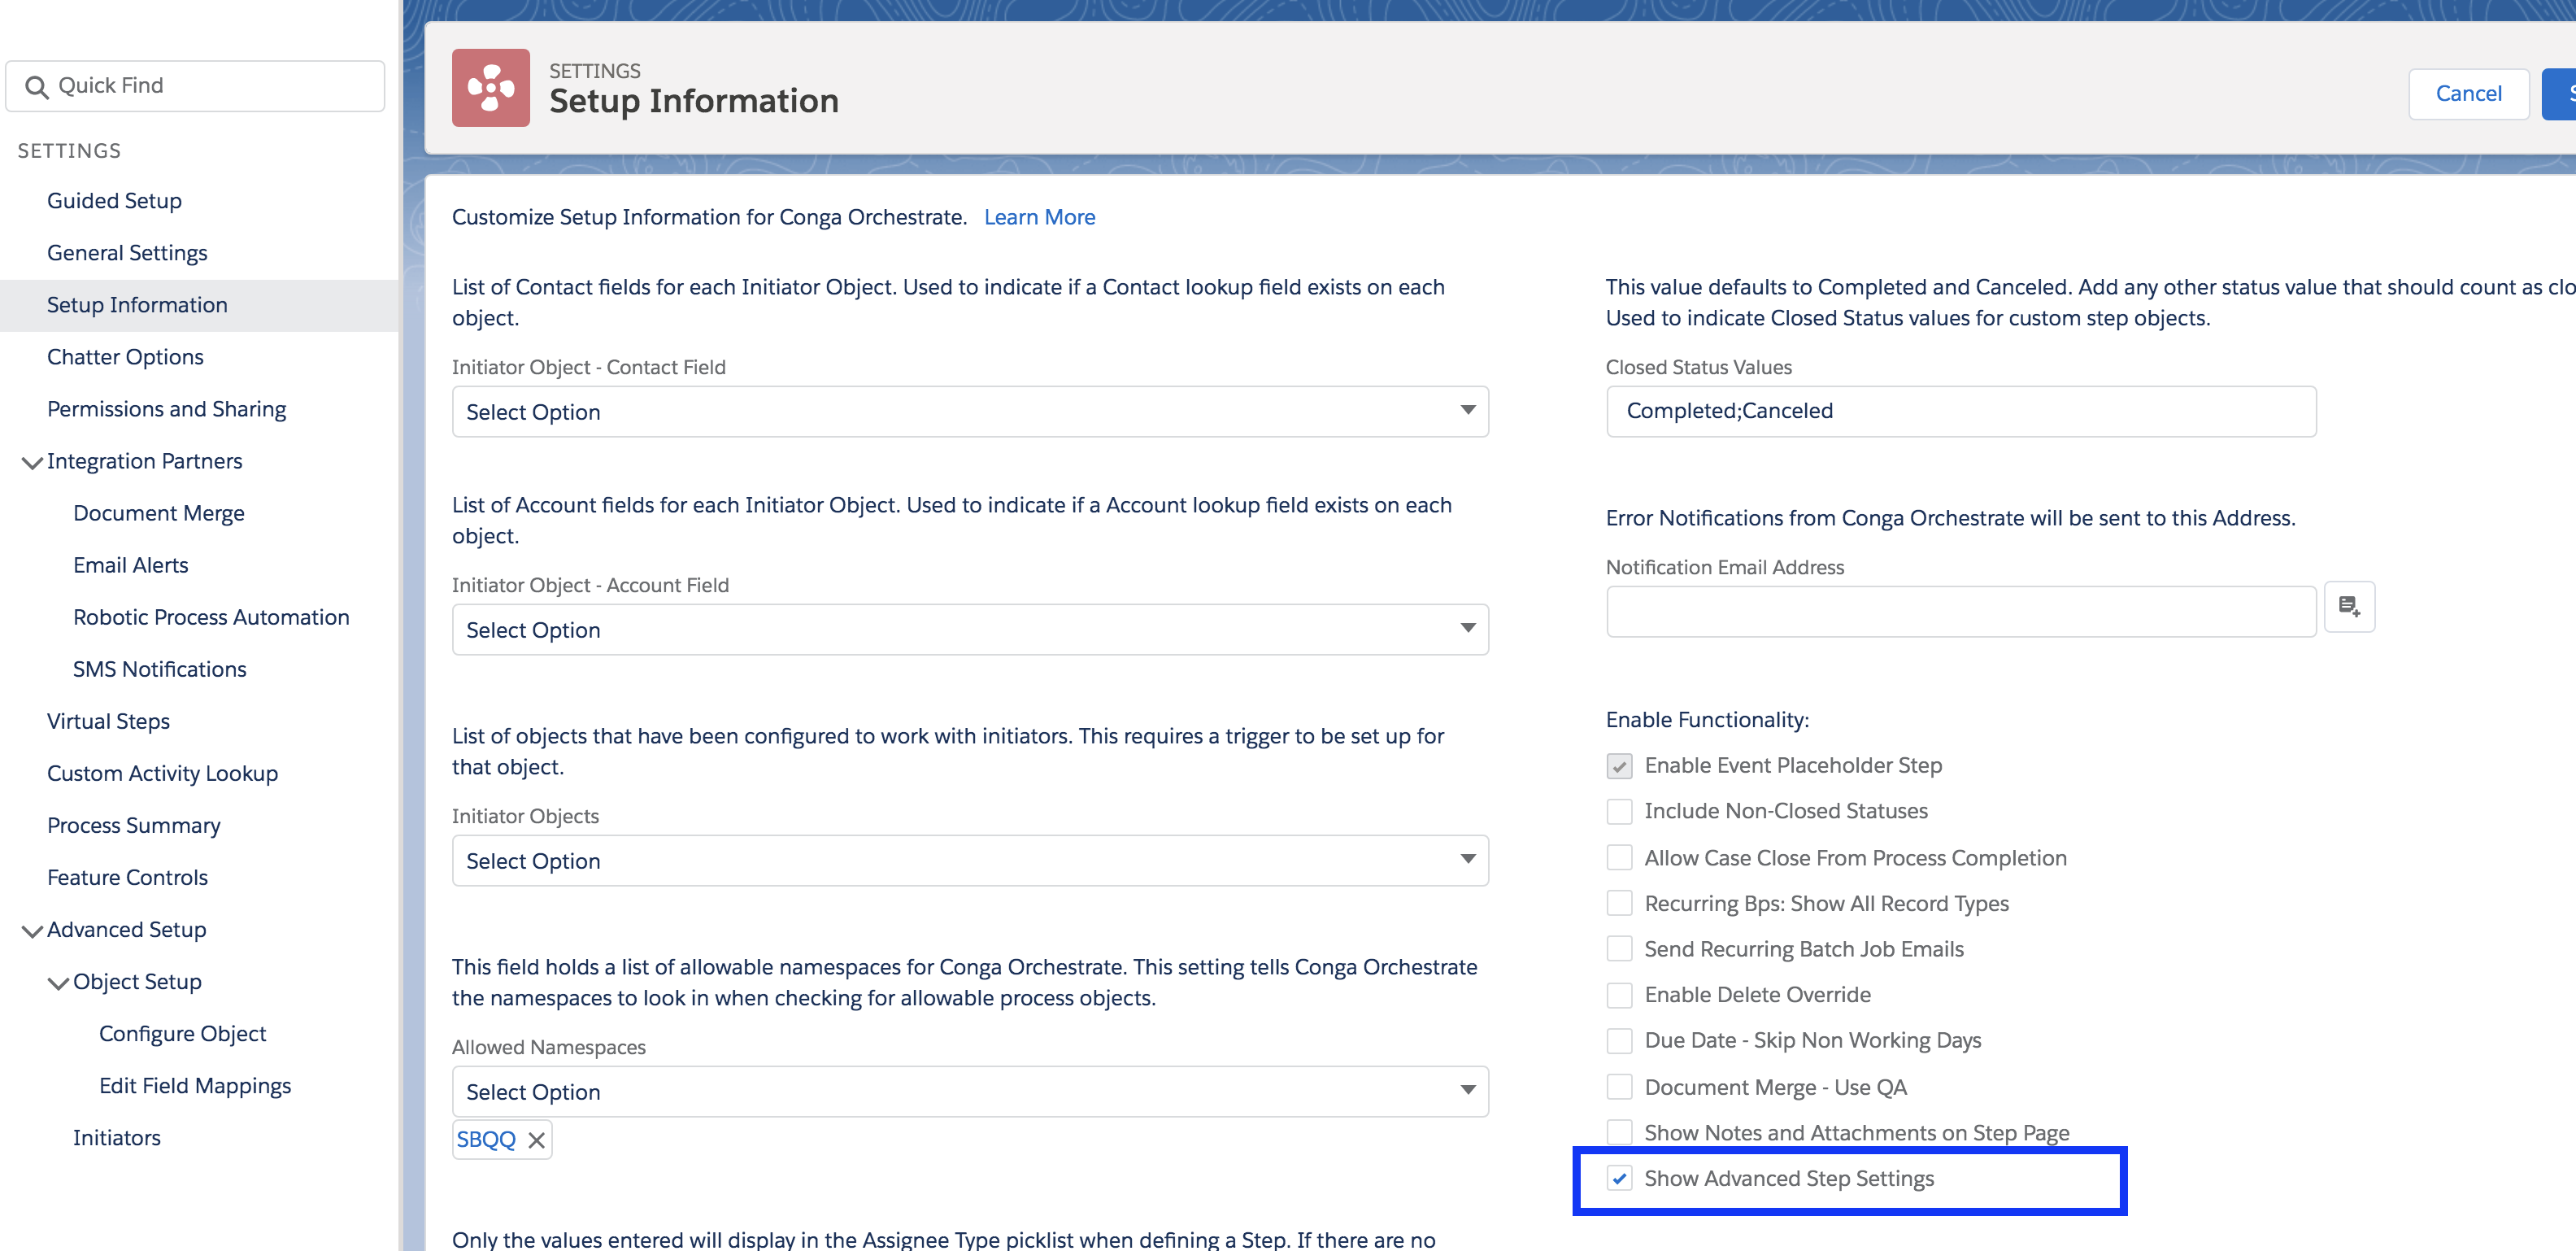 Quick Find
SETTINGS
Guided Setup
General Settings
Setup Information
Chatter Options
Permissions and Sharing
Integration Partners
Document Merge
Email Alerts
Robotic Process Automation
SMS Notifications
Virtual Steps
Custom Activity Lookup
Process Summary
Feature Controls
Advanced Setup
Object Setup
Configure Object
Edit Field Mappings
Initiators
SETTINGS
Setup Information
Cancel
Customize Setup Information for Conga Orchestrate. Learn More
List of Contact fields for each Initiator Object. Used to indicate if a Contact lookup field exists on each
object.
Initiator Object - Contact Field
Select Option
List of Account fields for each Initiator Object. Used to indicate if a Account lookup field exists on each
object.
Initiator Object - Account Field
Select Option
List of objects that have been configured to work with initiators. This requires a trigger to be set up for
that object.
Initiator Objects
Select Option
This field holds a list of allowable namespaces for Conga Orchestrate. This setting tells Conga Orchestrate
the namespaces to look in when checking for allowable process objects.
Allowed Namespaces
Select Option
SBQQ
Only the values entered will display in the Assignee Type picklist when defining a Step. If there are no
This value defaults to Completed and Canceled. Add any other status value that should count as clo
Used to indicate Closed Status values for custom step objects.
Closed Status Values
Completed;Canceled
Error Notifications from Conga Orchestrate will be sent to this Address.
Notification Email Address
Enable Functionality:
Enable Event Placeholder Step
Include Non-Closed Statuses
Allow Case Close From Process Completion
Recurring Bps: Show All Record Types
Send Recurring Batch Job Emails
Enable Delete Override
Due Date - Skip Non Working Days
Document Merge - Use QA
Show Notes and Attachments on Step Page
Show Advanced Step Settings